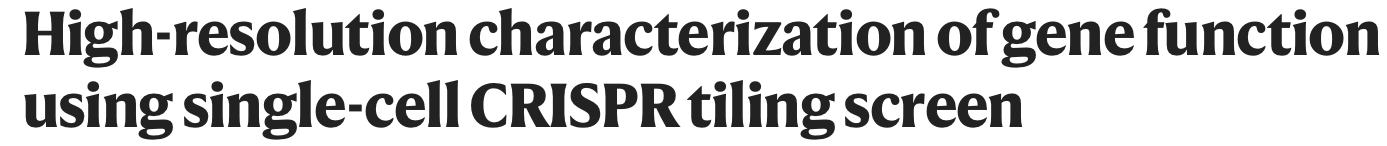 High-resolution characterization of gene function
using single-cell CRISPR tiling screen